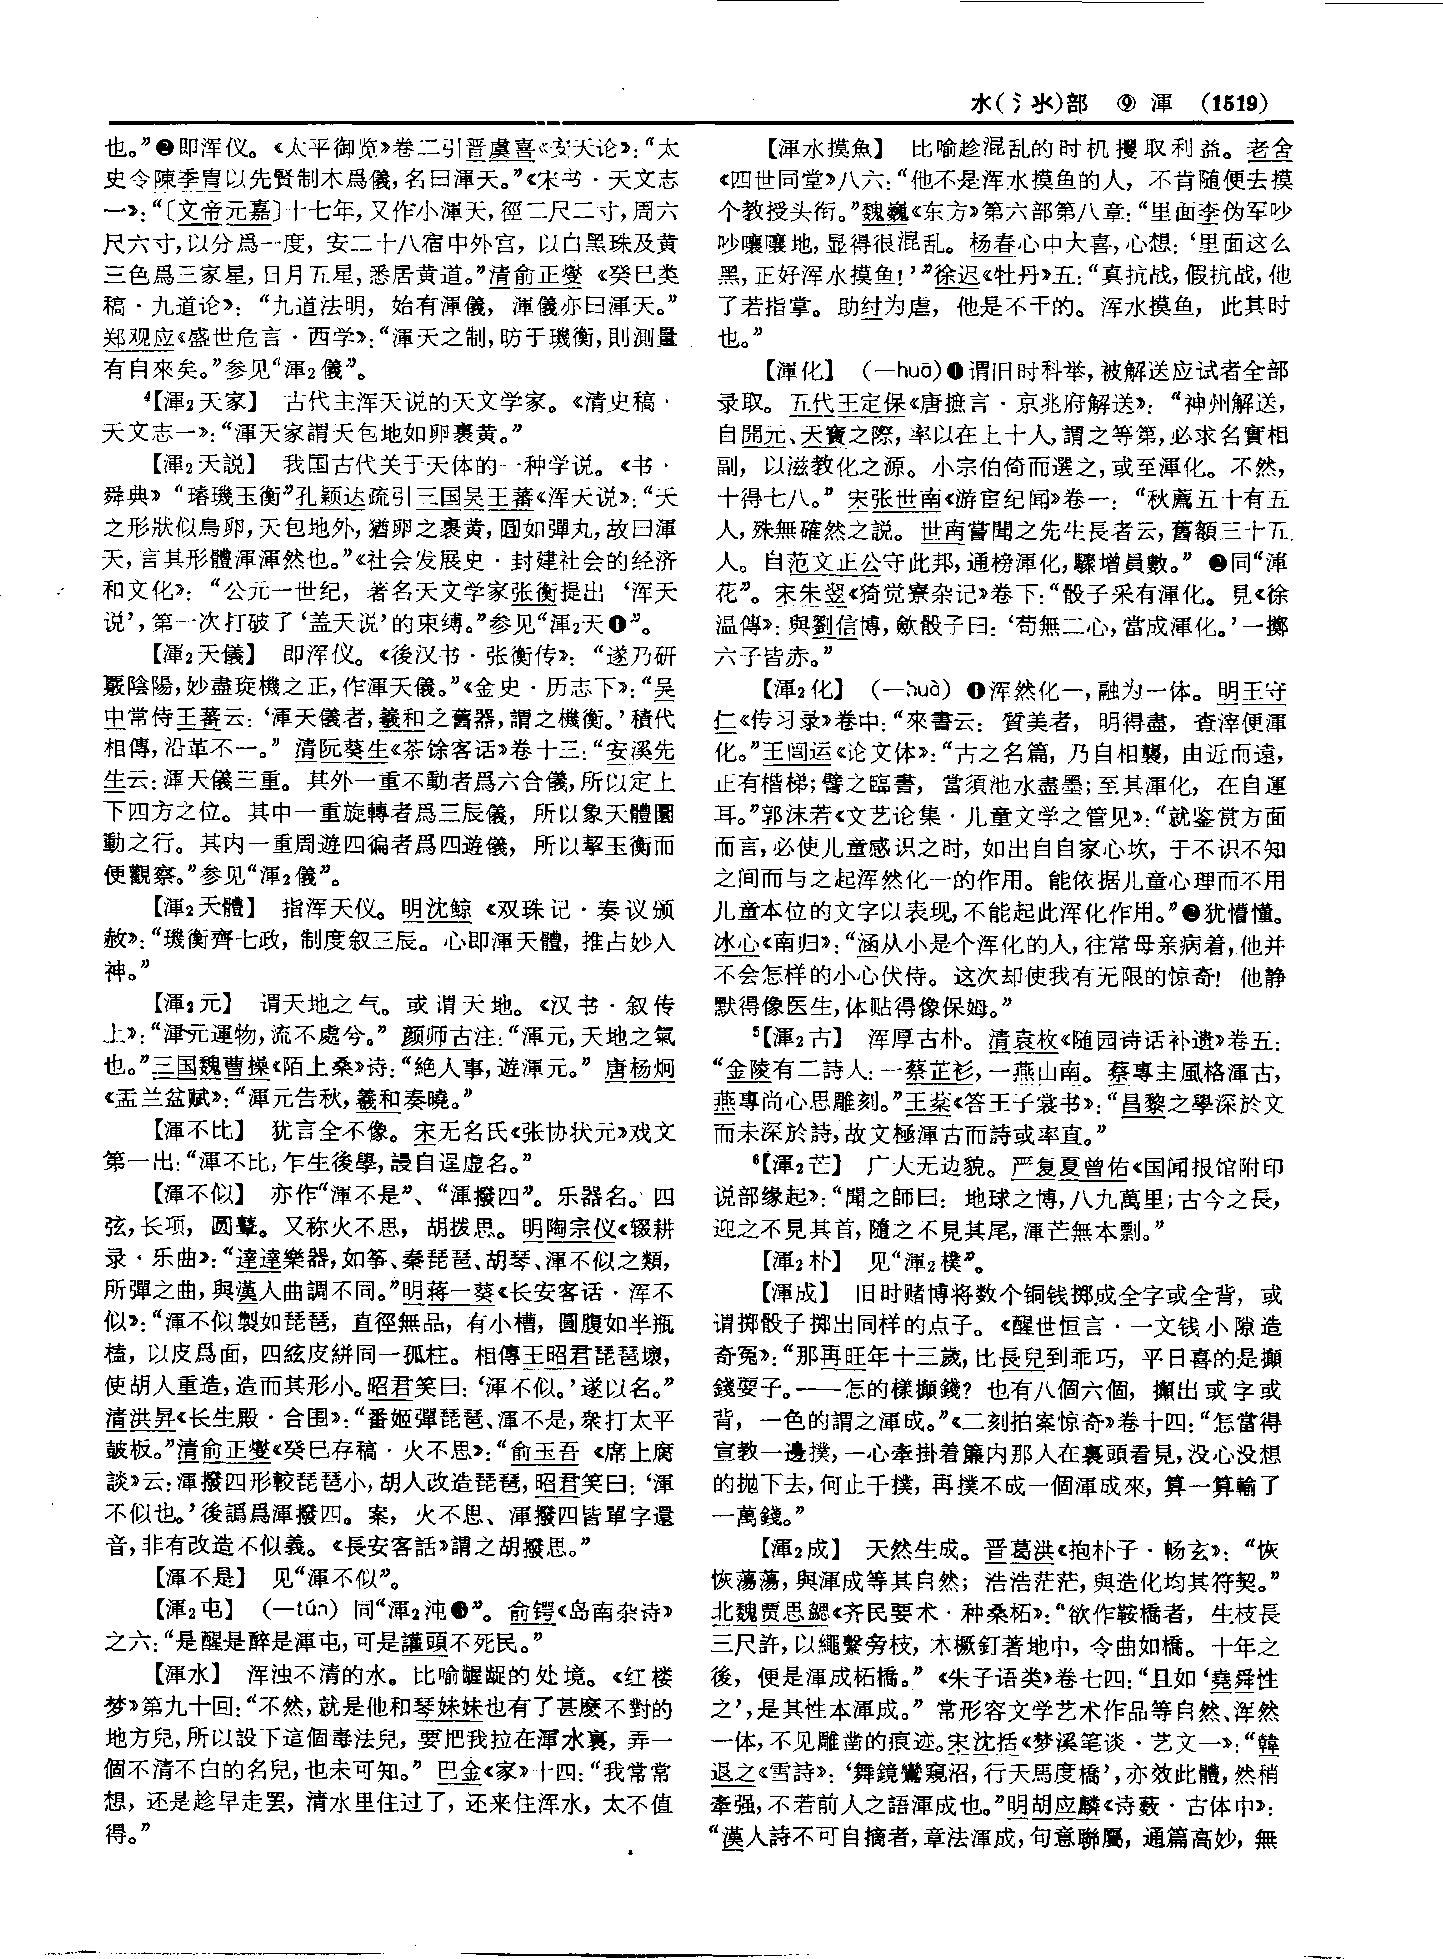 水(氵氺)部 ⑨ 渾 (1519)
也。”❷即浑仪。《太平御览》卷二引晋虞喜《安天论》：“太
史令陳季冑以先賢制木爲儀，名曰渾天。”《宋书·天文志
一》：“〔文帝元嘉〕十七年，又作小渾天，徑二尺二寸，周六
尺六寸，以分爲一度，安二十八宿中外宫，以白黑珠及黄
三色爲三家星，日月五星，悉居黄道。”清俞正燮《癸巳类
稿·九道论》：“九道法明，始有渾儀，渾儀亦曰渾天。”
郑观应《盛世危言·西学》：“渾天之制，昉于璣衡，則測量
有自來矣。”参见“渾₂儀”。
⁴【渾₂天家】 古代主浑天说的天文学家。《清史稿·
天文志一》：“渾天家謂天包地如卵裹黄。”
【渾₂天説】 我国古代关于天体的一种学说。《书·
舜典》“璿璣玉衡”孔颖达疏引三国吴王蕃《浑天说》：“天
之形狀似鳥卵，天包地外，猶卵之裹黄，圓如彈丸，故曰渾
天，言其形體渾渾然也。”《社会发展史·封建社会的经济
和文化》：“公元一世纪，著名天文学家张衡提出‘浑天
说’，第一次打破了‘盖天说’的束缚。”参见“渾₂天❶”。
【渾₂天儀】 即浑仪。《後汉书·张衡传》：“遂乃研
覈陰陽，妙盡琁機之正，作渾天儀。”《金史·历志下》：“吴
中常侍王蕃云：‘渾天儀者，羲和之舊器，謂之機衡。’積代
相傳，沿革不一。”清阮葵生《茶馀客话》卷十三：“安溪先
生云：渾天儀三重。其外一重不動者爲六合儀，所以定上
下四方之位。其中一重旋轉者爲三辰儀，所以象天體圜
動之行。其内一重周遊四徧者爲四遊儀，所以挈玉衡而
便觀察。”参见“渾₂儀”。
【渾₂天體】 指浑天仪。明沈鲸《双珠记·奏议颁
赦》：“璣衡齊七政，制度叙三辰。心即渾天體，推占妙入
神。”
【渾₂元】 谓天地之气。或谓天地。《汉书·叙传
上》：“渾元運物，流不處兮。”颜师古注：“渾元，天地之氣
也。”三国魏曹操《陌上桑》诗：“絶人事，遊渾元。”唐杨炯
《盂兰盆赋》：“渾元告秋，羲和奏曉。”
【渾不比】 犹言全不像。宋无名氏《张协状元》戏文
第一出：“渾不比，乍生後學，謾自逞虚名。”
【渾不似】 亦作“渾不是”、“渾撥四”。乐器名。四
弦，长项，圆鼙。又称火不思，胡拨思。明陶宗仪《辍耕
录·乐曲》：“達達樂器，如筝、秦琵琶、胡琴、渾不似之類，
所彈之曲，與漢人曲調不同。”明蒋一葵《长安客话·浑不
似》：“渾不似製如琵琶，直徑無品，有小槽，圓腹如半瓶
榼，以皮爲面，四絃皮絣同一孤柱。相傳王昭君琵琶壞，
使胡人重造，造而其形小。昭君笑曰：‘渾不似。’遂以名。”
清洪昇《长生殿·合围》：“番姬彈琵琶、渾不是，衆打太平
鼓板。”清俞正燮《癸巳存稿·火不思》：“俞玉吾《席上腐
談》云：渾撥四形較琵琶小，胡人改造琵琶，昭君笑曰：‘渾
不似也。’後譌爲渾撥四。案，火不思、渾撥四皆單字還
音，非有改造不似義。《長安客話》謂之胡撥思。”
【渾不是】 见“渾不似”。
【渾₂屯】 （—tún）同“渾₂沌❸”。俞锷《岛南杂诗》
之六：“是醒是醉是渾屯，可是讙頭不死民。”
【渾水】 浑浊不清的水。比喻龌龊的处境。《红楼
梦》第九十回：“不然，就是他和琴妹妹也有了甚麽不對的
地方兒，所以設下這個毒法兒，要把我拉在渾水裏，弄一
個不清不白的名兒，也未可知。”巴金《家》十四：“我常常
想，还是趁早走罢，清水里住过了，还来住浑水，太不值
得。”
【渾水摸魚】 比喻趁混乱的时机攫取利益。老舍
《四世同堂》八六：“他不是浑水摸鱼的人，不肯随便去摸
个教授头衔。”魏巍《东方》第六部第八章：“里面李伪军吵
吵嚷嚷地，显得很混乱。杨春心中大喜，心想：‘里面这么
黑，正好浑水摸鱼！’”徐迟《牡丹》五：“真抗战，假抗战，他
了若指掌。助纣为虐，他是不干的。浑水摸鱼，此其时
也。”
【渾化】 （—huā）❶谓旧时科举，被解送应试者全部
录取。五代王定保《唐摭言·京兆府解送》：“神州解送，
自開元、天寶之際，率以在上十人，謂之等第，必求名實相
副，以滋教化之源。小宗伯倚而選之，或至渾化。不然，
十得七八。”宋张世南《游宦纪闻》卷一：“秋薦五十有五
人，殊無確然之説。世南嘗聞之先生長者云，舊額三十五
人。自范文正公守此邦，通榜渾化，驟增員數。”❷同“渾
花”。宋朱翌《猗觉寮杂记》卷下：“骰子采有渾化。見《徐
温傳》：與劉信博，斂骰子曰：‘苟無二心，當成渾化。’一擲
六子皆赤。”
【渾₂化】 （—huà）❶浑然化一，融为一体。明王守
仁《传习录》卷中：“來書云：質美者，明得盡，查滓便渾
化。”王闿运《论文体》：“古之名篇，乃自相襲，由近而遠，
正有楷梯；譬之臨書，當須池水盡墨；至其渾化，在自運
耳。”郭沫若《文艺论集·儿童文学之管见》：“就鉴赏方面
而言，必使儿童感识之时，如出自自家心坎，于不识不知
之间而与之起浑然化一的作用。能依据儿童心理而不用
儿童本位的文字以表现，不能起此浑化作用。”❷犹懵懂。
冰心《南归》：“涵从小是个浑化的人，往常母亲病着，他并
不会怎样的小心伏侍。这次却使我有无限的惊奇！他静
默得像医生，体贴得像保姆。”
⁵【渾₂古】 浑厚古朴。清袁枚《随园诗话补遗》卷五：
“金陵有二詩人：一蔡芷衫，一燕山南。蔡專主風格渾古，
燕專尚心思雕刻。”王棻《答王子裳书》：“昌黎之學深於文
而未深於詩，故文極渾古而詩或率直。”
⁶【渾₂芒】 广大无边貌。严复夏曾佑《国闻报馆附印
说部缘起》：“聞之師曰：地球之博，八九萬里；古今之長，
迎之不見其首，隨之不見其尾，渾芒無本剽。”
【渾₂朴】 见“渾₂樸”。
【渾成】 旧时赌博将数个铜钱掷成全字或全背，或
谓掷骰子掷出同样的点子。《醒世恒言·一文钱小隙造
奇冤》：“那再旺年十三歲，比長兒到乖巧，平日喜的是攧
錢耍子。——怎的樣攧錢？也有八個六個，攧出或字或
背，一色的謂之渾成。”《二刻拍案惊奇》卷十四：“怎當得
宣教一邊撲，一心牽掛着簾内那人在裏頭看見，没心没想
的抛下去，何止千撲，再撲不成一個渾成來，算一算輸了
一萬錢。”
【渾₂成】 天然生成。晋葛洪《抱朴子·畅玄》：“恢
恢蕩蕩，與渾成等其自然；浩浩茫茫，與造化均其符契。”
北魏贾思勰《齐民要术·种桑柘》：“欲作鞍橋者，生枝長
三尺許，以繩繫旁枝，木橛釘著地中，令曲如橋。十年之
後，便是渾成柘橋。”《朱子语类》卷七四：“且如‘堯舜性
之’，是其性本渾成。”常形容文学艺术作品等自然、浑然
一体，不见雕凿的痕迹。宋沈括《梦溪笔谈·艺文一》：“韓
退之《雪詩》：‘舞鏡鸞窺沼，行天馬度橋’，亦效此體，然稍
牽强，不若前人之語渾成也。”明胡应麟《诗薮·古体中》：
“漢人詩不可自摘者，章法渾成，句意聯屬，通篇高妙，無